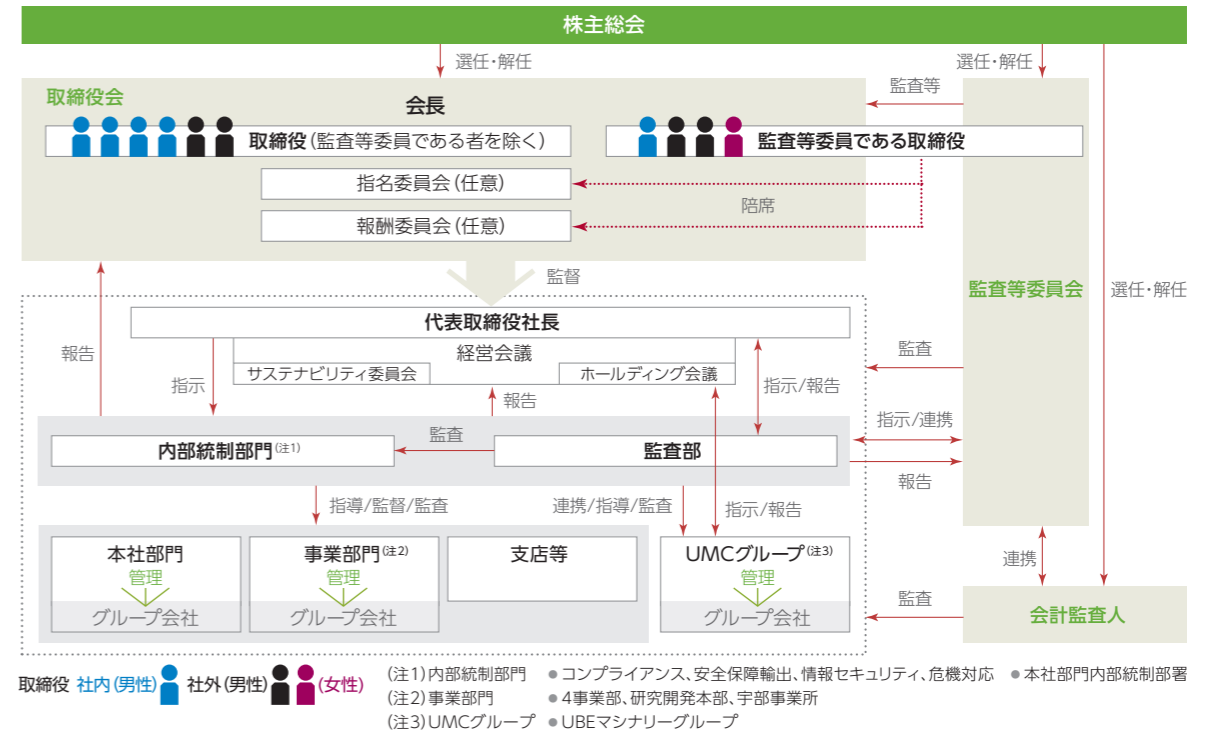 株主総会
選任・解任
選任・解任
取締役会
会長
監査等
取締役(監査等委員である者を除く)
監査等委員である取締役
指名委員会(任意)
陪席
報酬委員会(任意)
監督
監査等委員会
選任・解任
代表取締役社長
経営会議
報告
監査
サステナビリティ委員会
ホールディング会議
指示
指示/報告
報告
指示/連携
内部統制部門(注1)
監査
監査部
報告
指導/監督/監査
連携/指導/監査
指示/報告
本社部門
事業部門(注2)
支店等
UMCグループ(注3)
連携
管理
管理
管理
監査
グループ会社
グループ会社
グループ会社
会計監査人
取締役 社内(男性) 社外(男性) (女性)
(注1)内部統制部門 ●コンプライアンス、安全保障輸出、情報セキュリティ、危機対応 ●本社部門内部統制部署
(注2)事業部門 ●4事業部、研究開発本部、宇部事業所
(注3)UMCグループ ●UBEマシナリーグループ